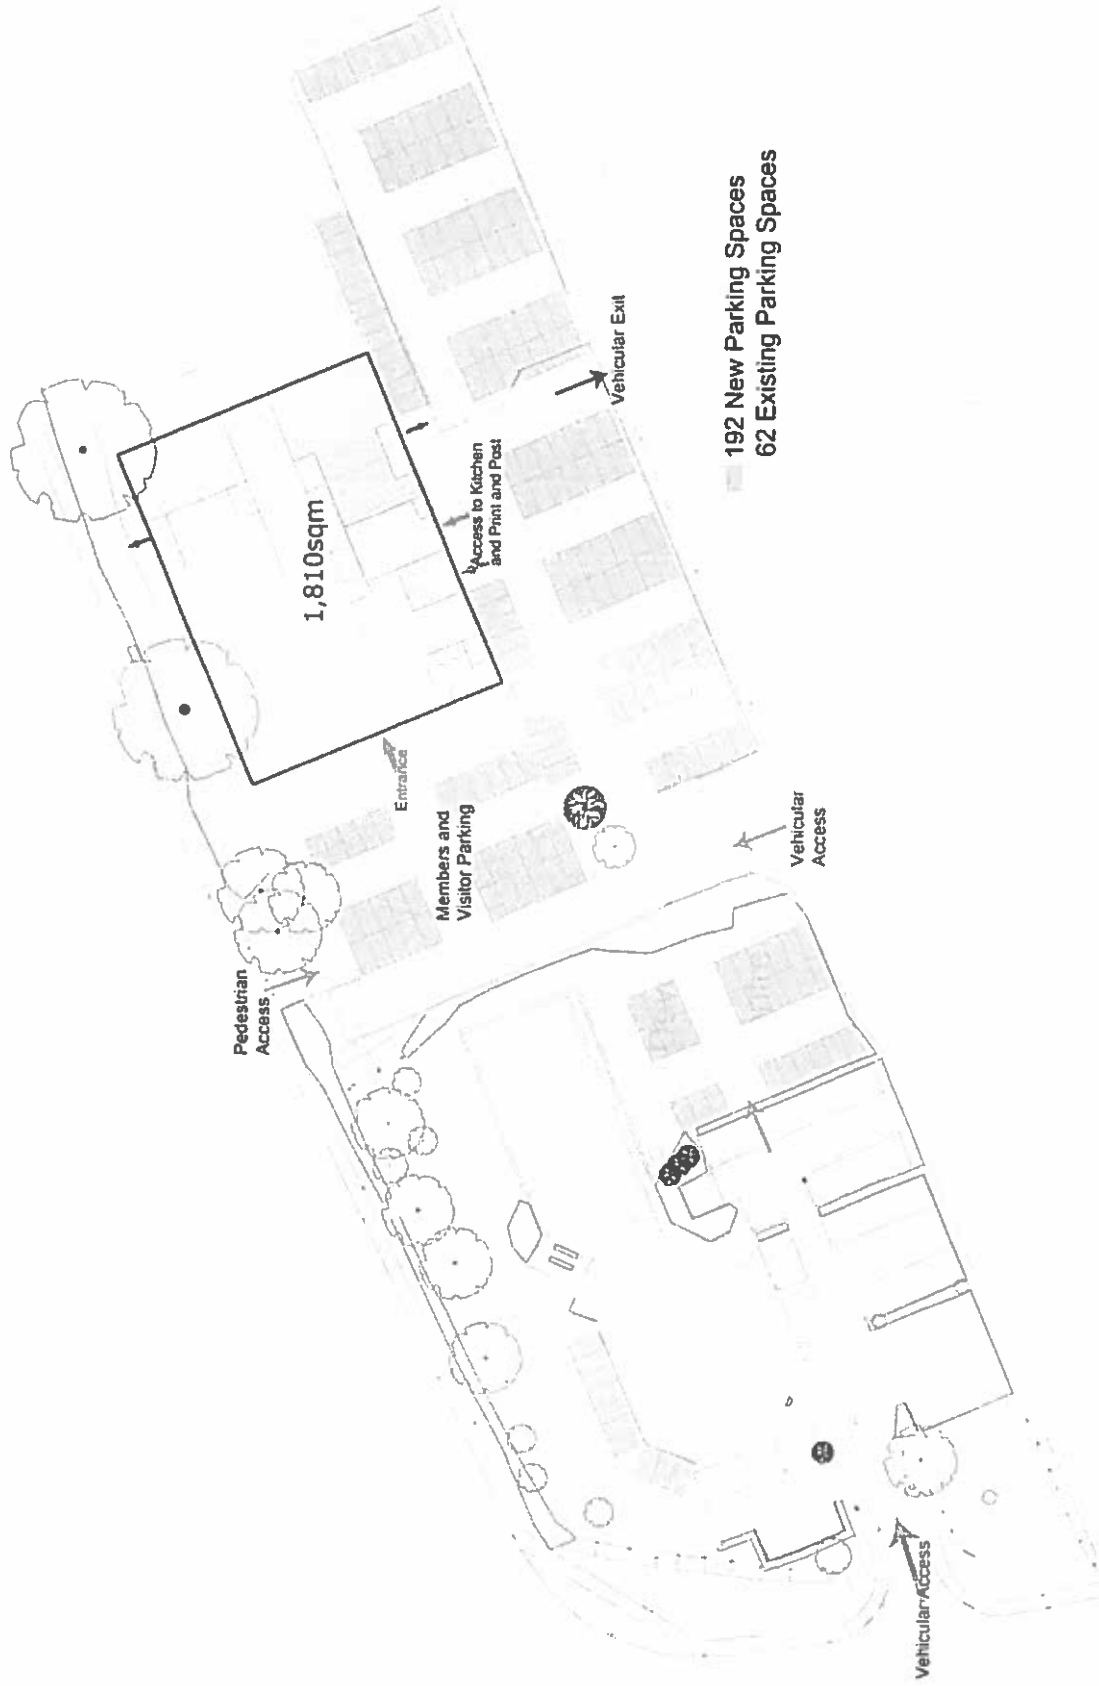 1,810sqm
Entrance
Access to Kitchen
and Print and Post
Vehicular Exit
192 New Parking Spaces
62 Existing Parking Spaces
Members and
Visitor Parking
Pedestrian
Access
Vehicular
Access
Vehicular Access